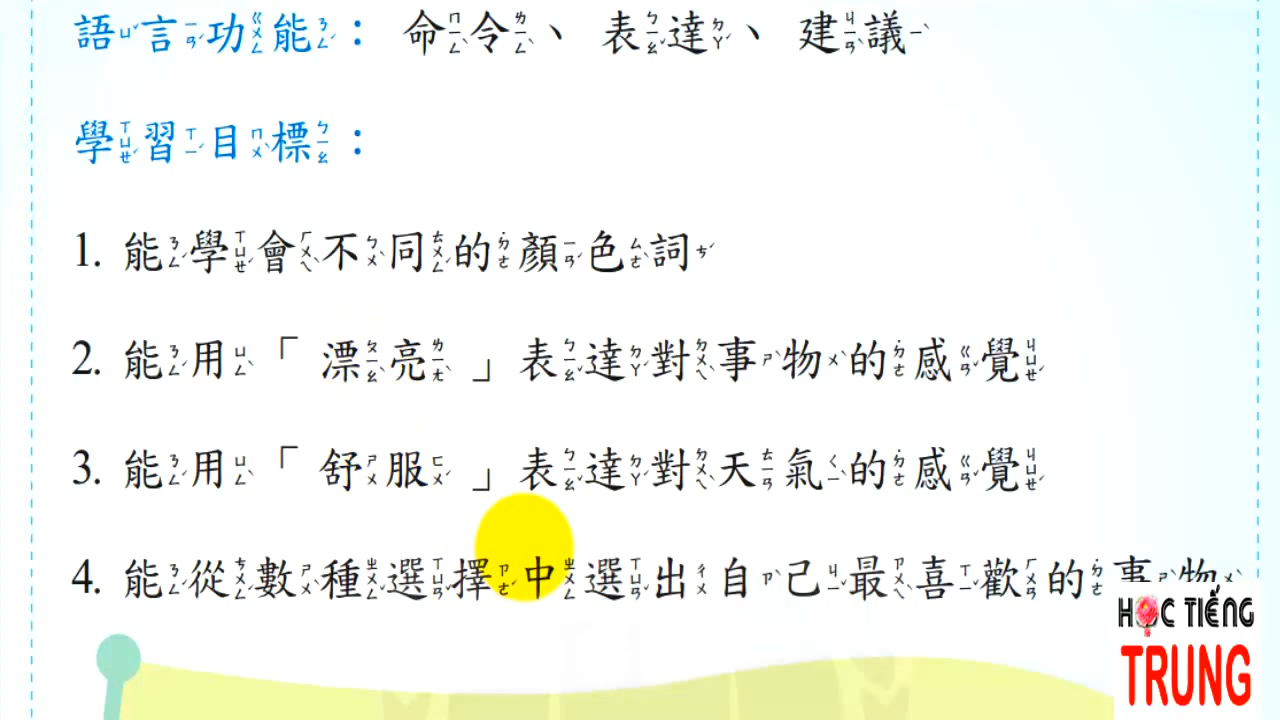 語言功能：命令、表達、建議
學習目標：
1. 能學會不同的顏色詞
2. 能用「漂亮」表達對事物的感覺
3. 能用「舒服」表達對天氣的感覺
4. 能從數種選擇中選出自己最喜歡的事物
HỌC TIẾNG
TRUNG